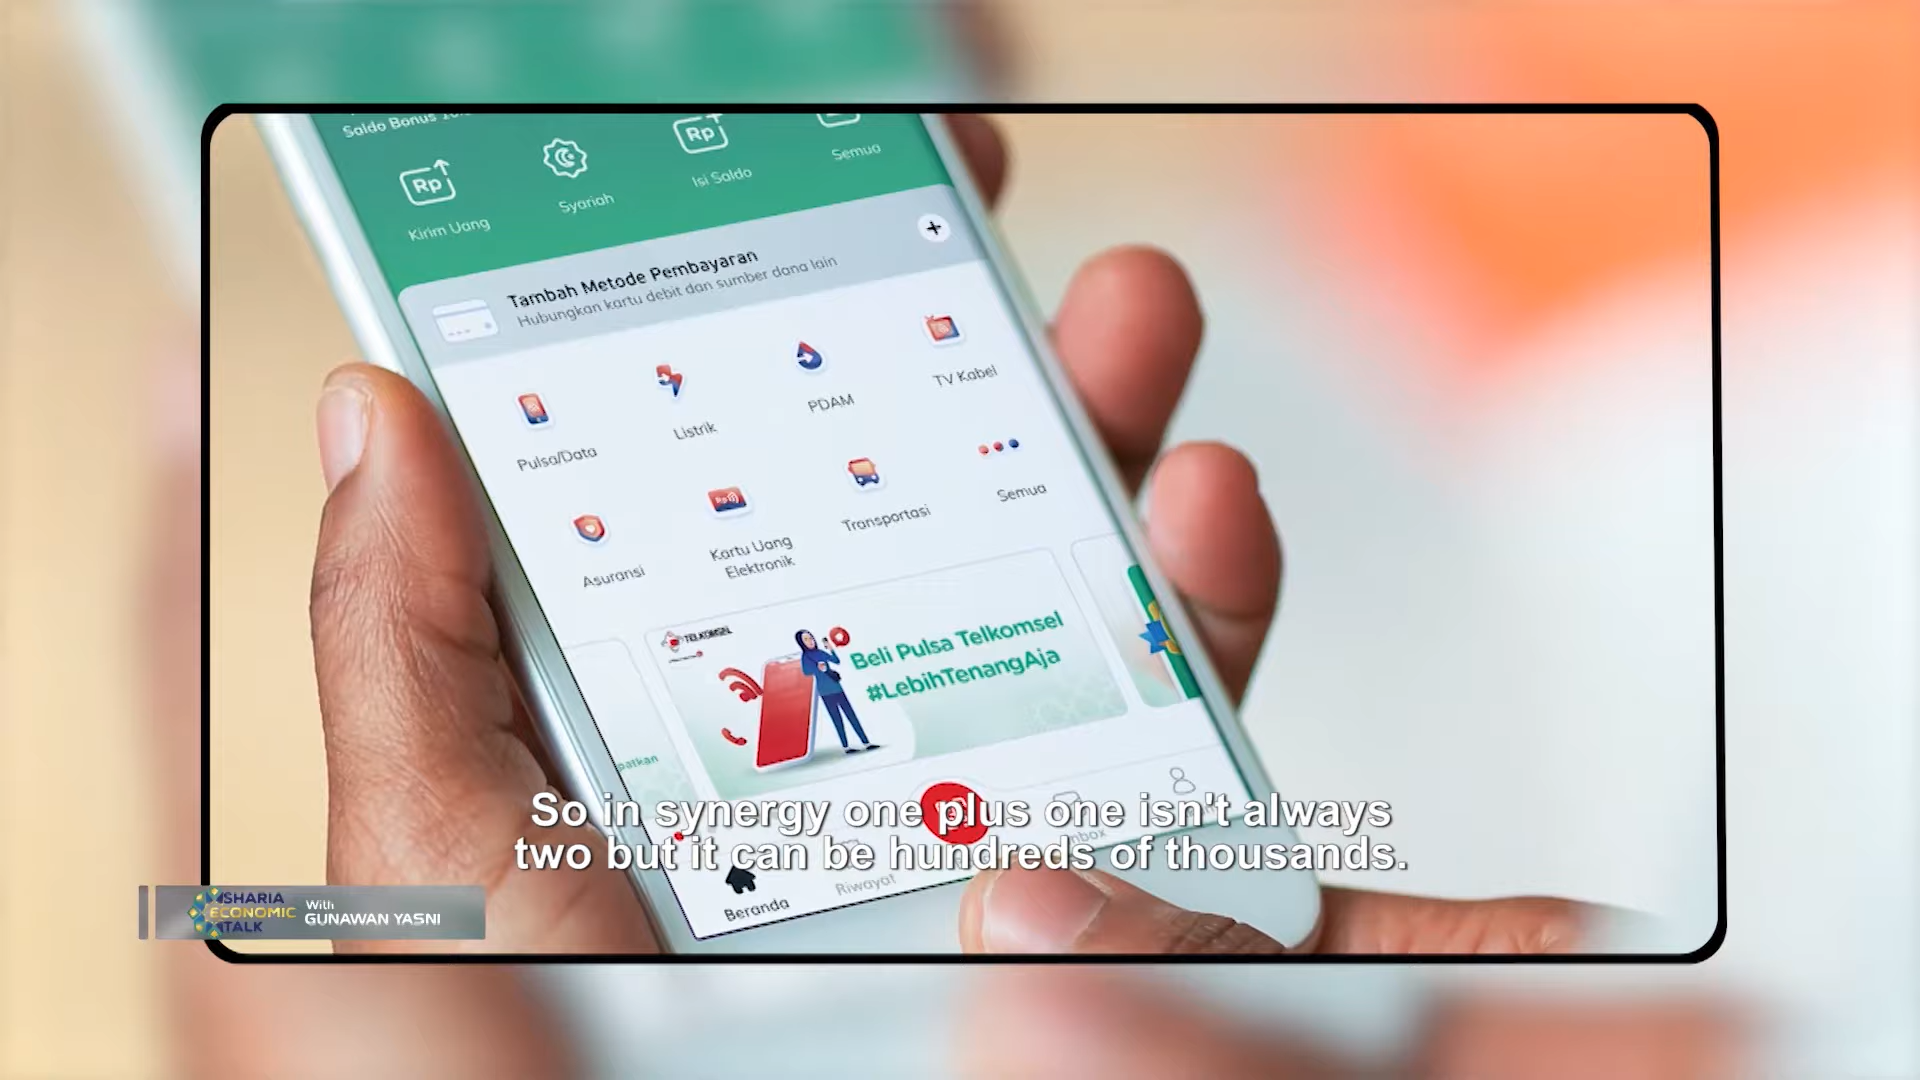 Saldo Bonus
Rp
Kirim Uang
Syariah
Rp
Isi Saldo
Semua
Tambah Metode Pembayaran
Hubungkan kartu debit dan sumber dana lain
Pulsa/Data
Listrik
PDAM
TV Kabel
Asuransi
Rp
Kartu Uang
Elektronik
Transportasi
Semua
TELKOMSEL
Beli Pulsa Telkomsel
#LebihTenangAja
patkan
So in synergy one plus one isn't always
two but it can be hundreds of thousands.
Beranda
Riwayat
SHARIA
ECONOMIC
TALK
With
GUNAWAN YASNI